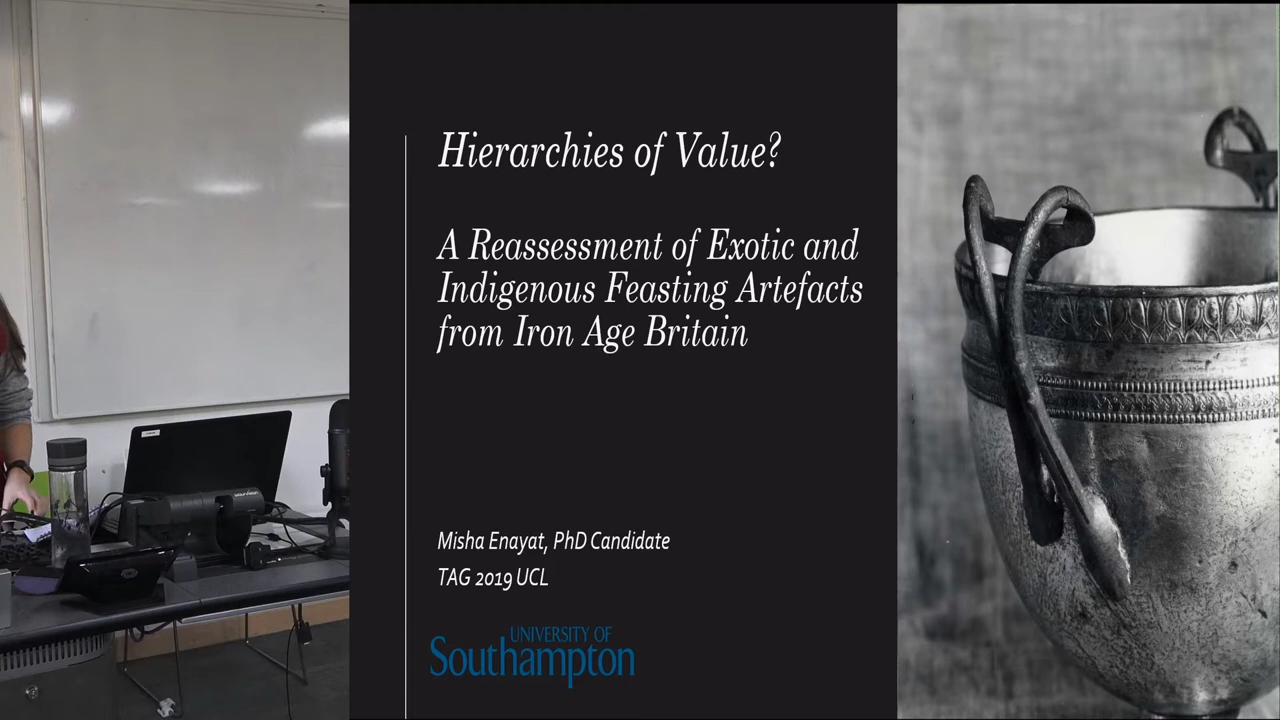 Hierarchies of Value?
A Reassessment of Exotic and
Indigenous Feasting Artefacts
from Iron Age Britain
Misha Enayat, PhD Candidate
TAG 2019 UCL
UNIVERSITY OF
Southampton